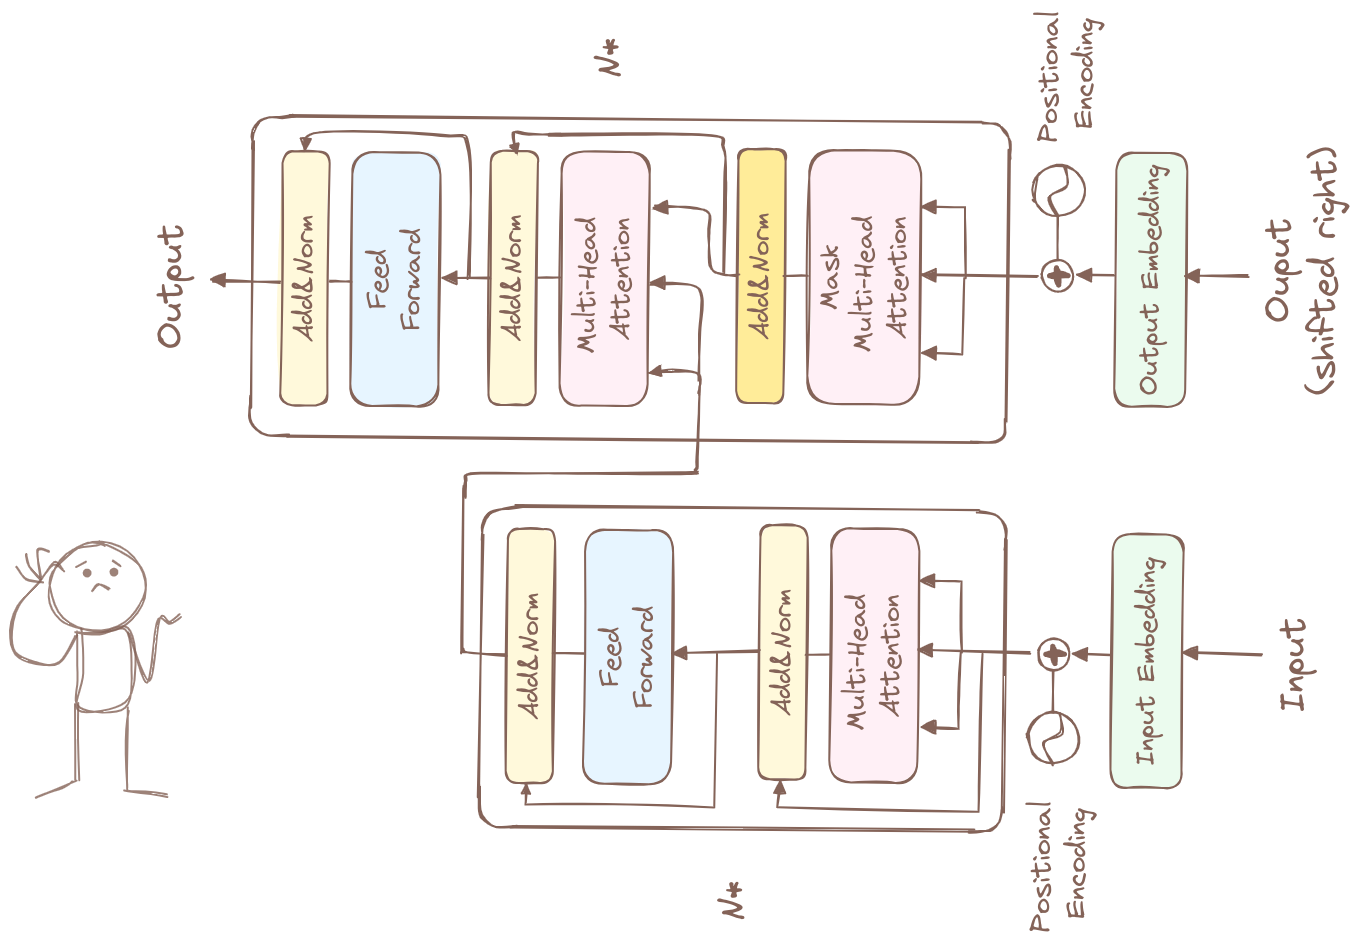 Output
N*
Add&Norm
Feed
Forward
Add&Norm
Multi-Head
Attention
Add&Norm
Mask
Multi-Head
Attention
Positional
Encoding
Output Embedding
Ouput
(shifted right)
N*
Add&Norm
Feed
Forward
Add&Norm
Multi-Head
Attention
Positional
Encoding
Input Embedding
Input